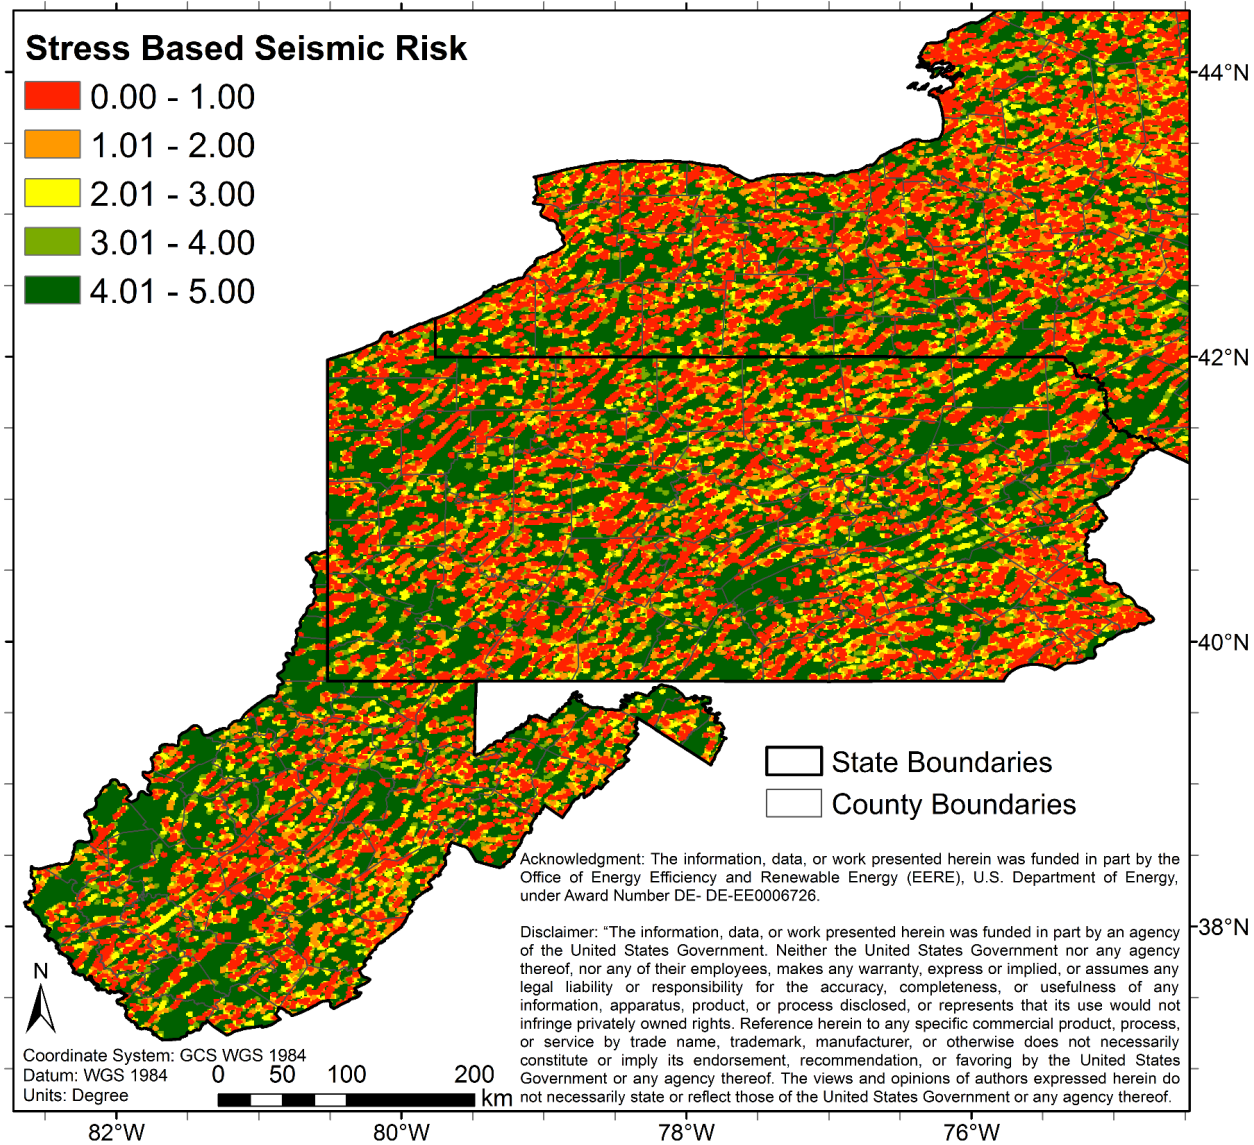 Stress Based Seismic Risk
0.00 - 1.00
1.01 - 2.00
2.01 - 3.00
3.01 - 4.00
4.01 - 5.00
44°N
42°N
40°N
38°N
State Boundaries
County Boundaries
Acknowledgment: The information, data, or work presented herein was funded in part by the
Office of Energy Efficiency and Renewable Energy (EERE), U.S. Department of Energy,
under Award Number DE- DE-EE0006726.
Disclaimer: “The information, data, or work presented herein was funded in part by an agency
of the United States Government. Neither the United States Government nor any agency
thereof, nor any of their employees, makes any warranty, express or implied, or assumes any
legal liability or responsibility for the accuracy, completeness, or usefulness of any
information, apparatus, product, or process disclosed, or represents that its use would not
infringe privately owned rights. Reference herein to any specific commercial product, process,
or service by trade name, trademark, manufacturer, or otherwise does not necessarily
constitute or imply its endorsement, recommendation, or favoring by the United States
Government or any agency thereof. The views and opinions of authors expressed herein do
not necessarily state or reflect those of the United States Government or any agency thereof.
N
Coordinate System: GCS WGS 1984
Datum: WGS 1984
Units: Degree
0 50 100 200 km
82°W 80°W 78°W 76°W